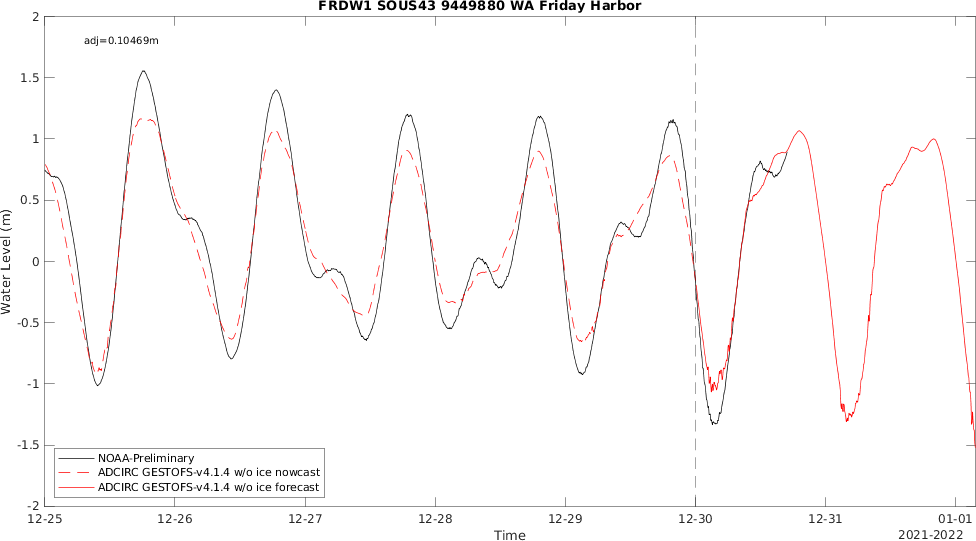 FRDW1 SOUS43 9449880 WA Friday Harbor
adj=0.10469m
2
1.5
1
0.5
0
-0.5
-1
-1.5
-2
Water Level (m)
NOAA-Preliminary
ADCIRC GESTOFS-v4.1.4 w/o ice nowcast
ADCIRC GESTOFS-v4.1.4 w/o ice forecast
12-25 12-26 12-27 12-28 12-29 12-30 12-31 01-01
Time
2021-2022